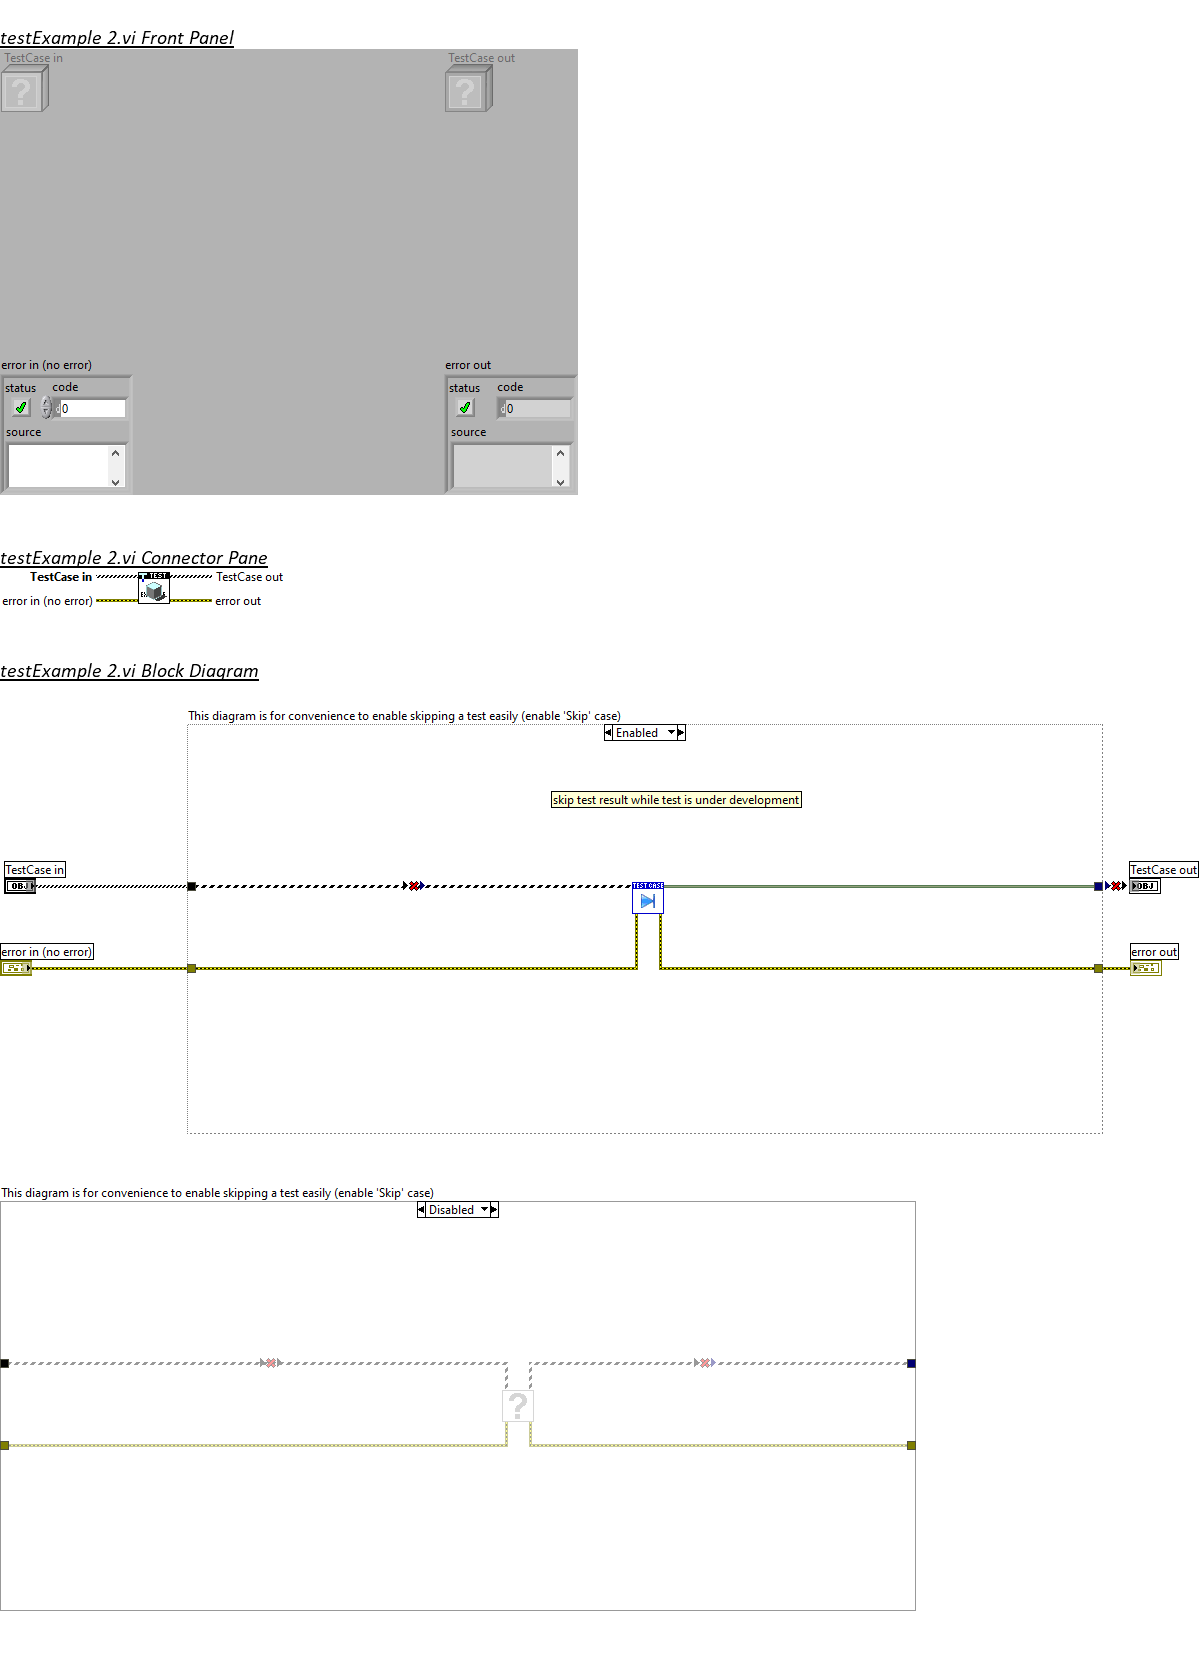 testExample 2.vi Front Panel
TestCase in
TestCase out
?
?
error in (no error)
error out
status
code
status
code
d
0
d
0
source
source
testExample 2.vi Connector Pane
TestCase in
TEST
TestCase out
error in (no error)
error out
testExample 2.vi Block Diagram
This diagram is for convenience to enable skipping a test easily (enable 'Skip' case)
Enabled
skip test result while test is under development
TestCase in
TestCase out
OBJ
TEST CASE
OBJ
error in (no error)
error out
This diagram is for convenience to enable skipping a test easily (enable 'Skip' case)
Disabled
?